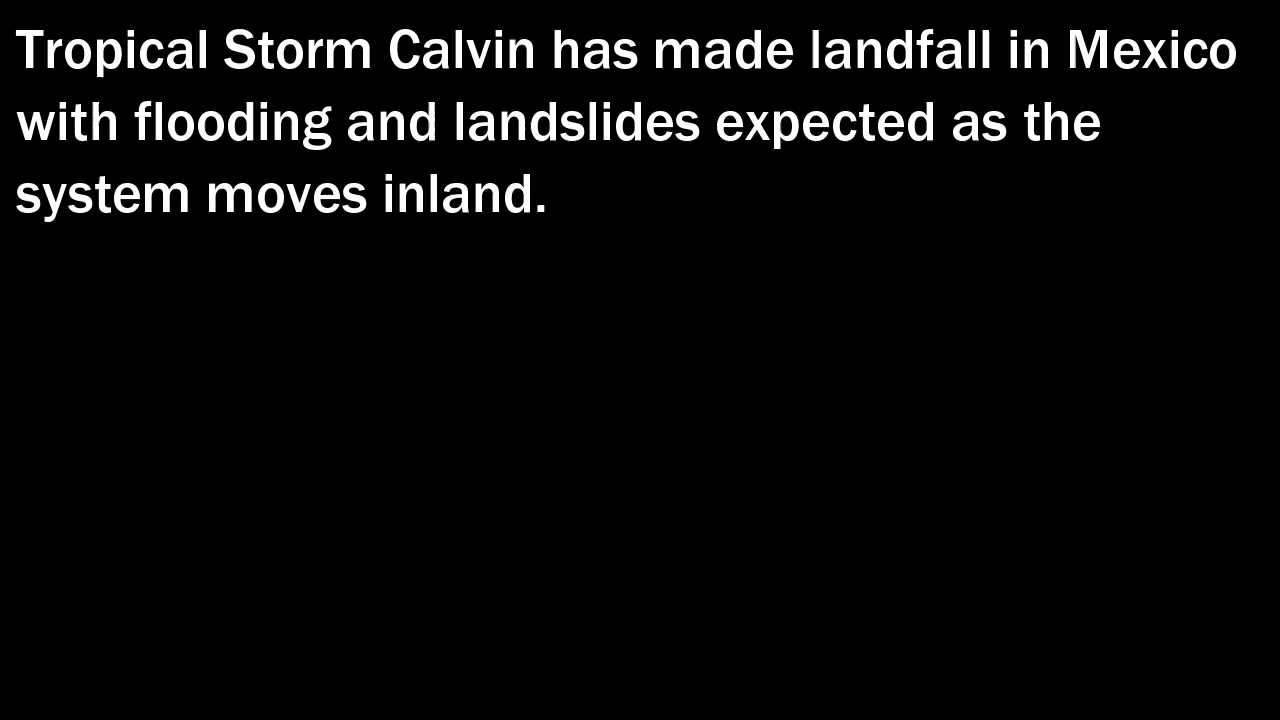 Tropical Storm Calvin has made landfall in Mexico
with flooding and landslides expected as the
system moves inland.